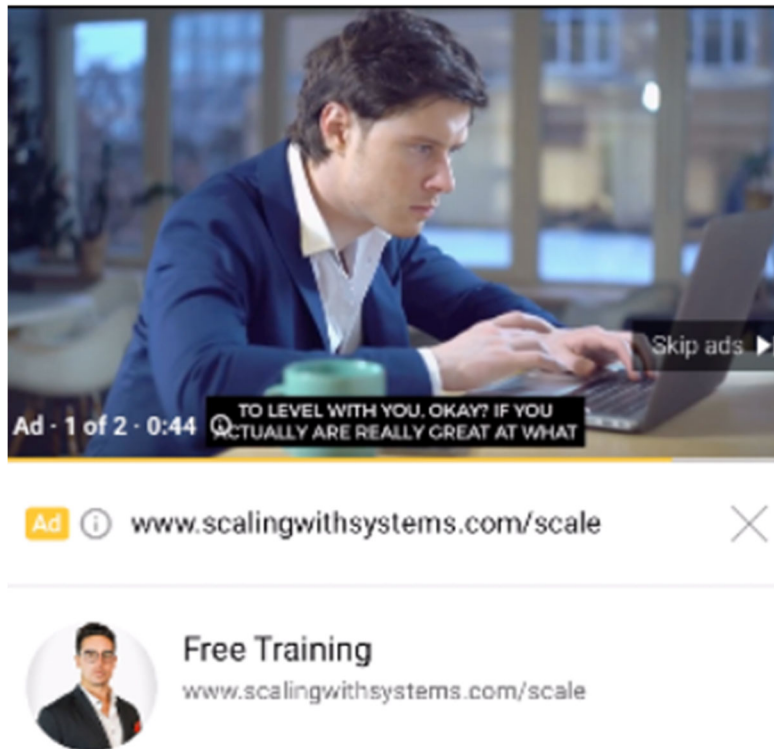 Skip ads
TO LEVEL WITH YOU. OKAY? IF YOU
Ad · 1 of 2 · 0:44
ACTUALLY ARE REALLY GREAT AT WHAT
Ad
www.scalingwithsystems.com/scale
Free Training
www.scalingwithsystems.com/scale